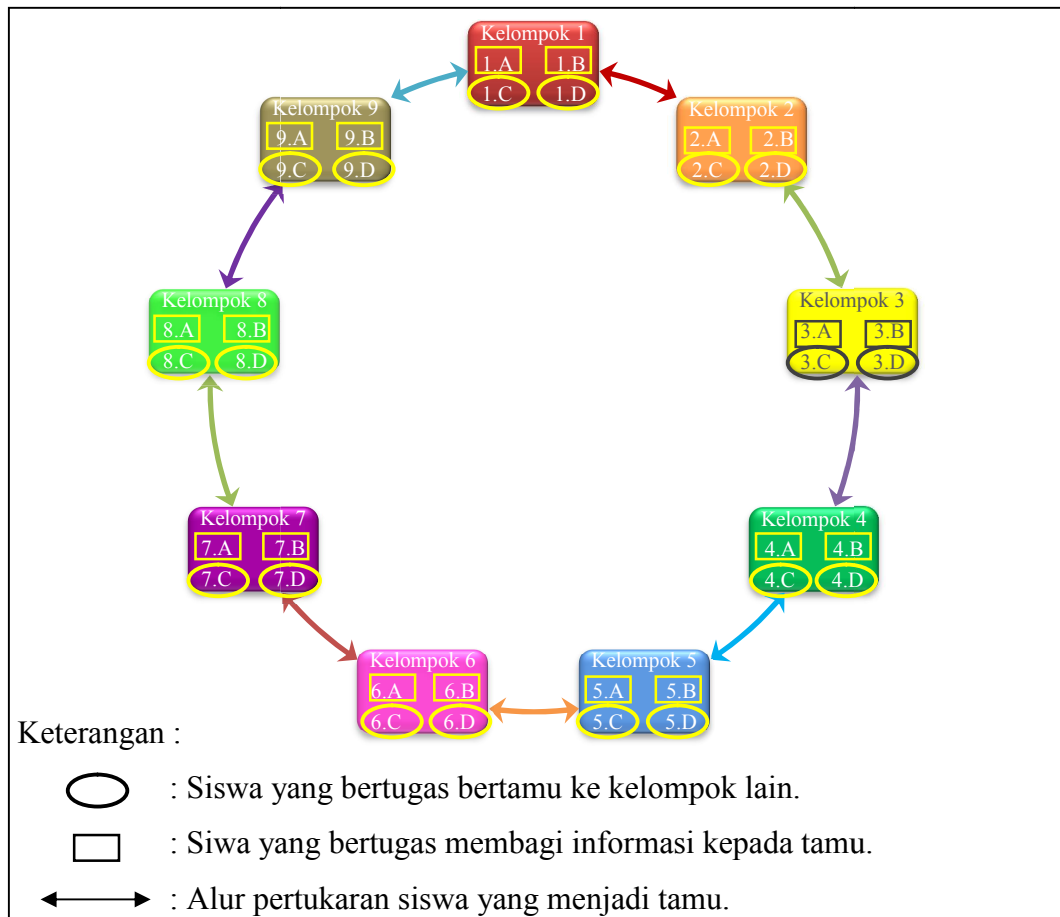 Kelompok 1
1.A 1.B
1.C 1.D
Kelompok 9
9.A 9.B
9.C 9.D
Kelompok 2
2.A 2.B
2.C 2.D
Kelompok 8
8.A 8.B
8.C 8.D
Kelompok 3
3.A 3.B
3.C 3.D
Kelompok 7
7.A 7.B
7.C 7.D
Kelompok 4
4.A 4.B
4.C 4.D
Kelompok 6
6.A 6.B
6.C 6.D
Kelompok 5
5.A 5.B
5.C 5.D
Keterangan :
: Siswa yang bertugas bertamu ke kelompok lain.
: Siwa yang bertugas membagi informasi kepada tamu.
: Alur pertukaran siswa yang menjadi tamu.